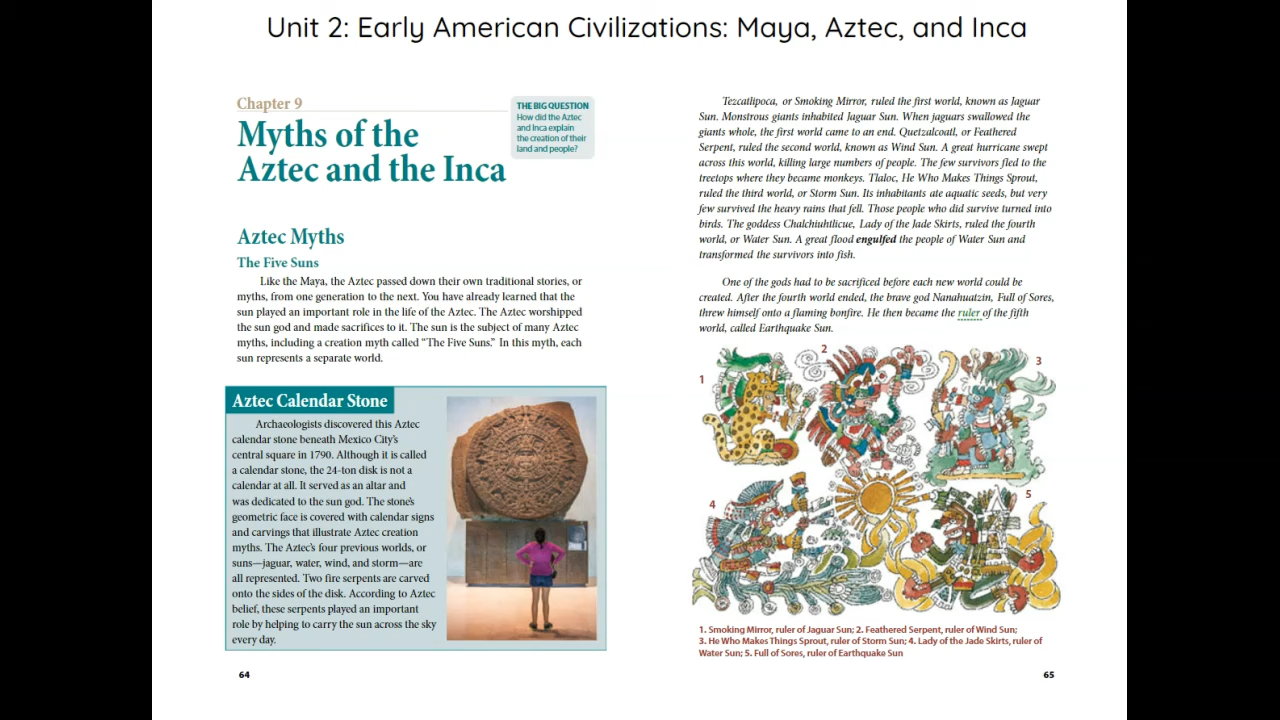 Unit 2: Early American Civilizations: Maya, Aztec, and Inca
Chapter 9
Myths of the
Aztec and the Inca
THE BIG QUESTION
How did the Aztec
and Inca explain
the creation of their
land and people?
Aztec Myths
The Five Suns
Like the Maya, the Aztec passed down their own traditional stories, or
myths, from one generation to the next. You have already learned that the
sun played an important role in the life of the Aztec. The Aztec worshipped
the sun god and made sacrifices to it. The sun is the subject of many Aztec
myths, including a creation myth called “The Five Suns.” In this myth, each
sun represents a separate world.
Aztec Calendar Stone
Archaeologists discovered this Aztec
calendar stone beneath Mexico City’s
central square in 1790. Although it is called
a calendar stone, the 24-ton disk is not a
calendar at all. It served as an altar and
was dedicated to the sun god. The stone’s
geometric face is covered with calendar signs
and carvings that illustrate Aztec creation
myths. The Aztec’s four previous worlds, or
suns—jaguar, water, wind, and storm—are
all represented. Two fire serpents are carved
onto the sides of the disk. According to Aztec
belief, these serpents played an important
role by helping to carry the sun across the sky
every day.
64
Tezcatlipoca, or Smoking Mirror, ruled the first world, known as Jaguar
Sun. Monstrous giants inhabited Jaguar Sun. When jaguars swallowed the
giants whole, the first world came to an end. Quetzalcoatl, or Feathered
Serpent, ruled the second world, known as Wind Sun. A great hurricane swept
across this world, killing large numbers of people. The few survivors fled to the
treetops where they became monkeys. Tlaloc, He Who Makes Things Sprout,
ruled the third world, or Storm Sun. Its inhabitants ate aquatic seeds, but very
few survived the heavy rains that fell. Those people who did survive turned into
birds. The goddess Chalchiuhtlicue, Lady of the Jade Skirts, ruled the fourth
world, or Water Sun. A great flood engulfed the people of Water Sun and
transformed the survivors into fish.
One of the gods had to be sacrificed before each new world could be
created. After the fourth world ended, the brave god Nanahuatzin, Full of Sores,
threw himself onto a flaming bonfire. He then became the ruler of the fifth
world, called Earthquake Sun.
1
2
3
4
5
1. Smoking Mirror, ruler of Jaguar Sun; 2. Feathered Serpent, ruler of Wind Sun;
3. He Who Makes Things Sprout, ruler of Storm Sun; 4. Lady of the Jade Skirts, ruler of
Water Sun; 5. Full of Sores, ruler of Earthquake Sun
65